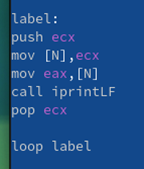 label:
push ecx
mov [N],ecx
mov eax,[N]
call iprintLF
pop ecx
loop label